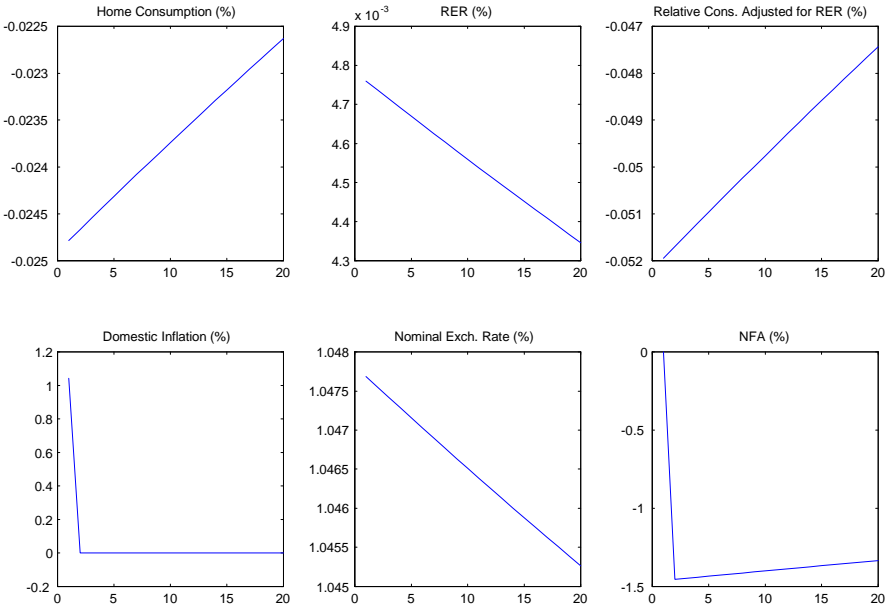 Home Consumption (%)
-0.0225
-0.023
-0.0235
-0.024
-0.0245
-0.025
0 5 10 15 20
RER (%)
x 10^-3
4.9
4.8
4.7
4.6
4.5
4.4
4.3
0 5 10 15 20
Relative Cons. Adjusted for RER (%)
-0.047
-0.048
-0.049
-0.05
-0.051
-0.052
0 5 10 15 20
Domestic Inflation (%)
1.2
1
0.8
0.6
0.4
0.2
0
-0.2
0 5 10 15 20
Nominal Exch. Rate (%)
1.048
1.0475
1.047
1.0465
1.046
1.0455
1.045
0 5 10 15 20
NFA (%)
0
-0.5
-1
-1.5
0 5 10 15 20